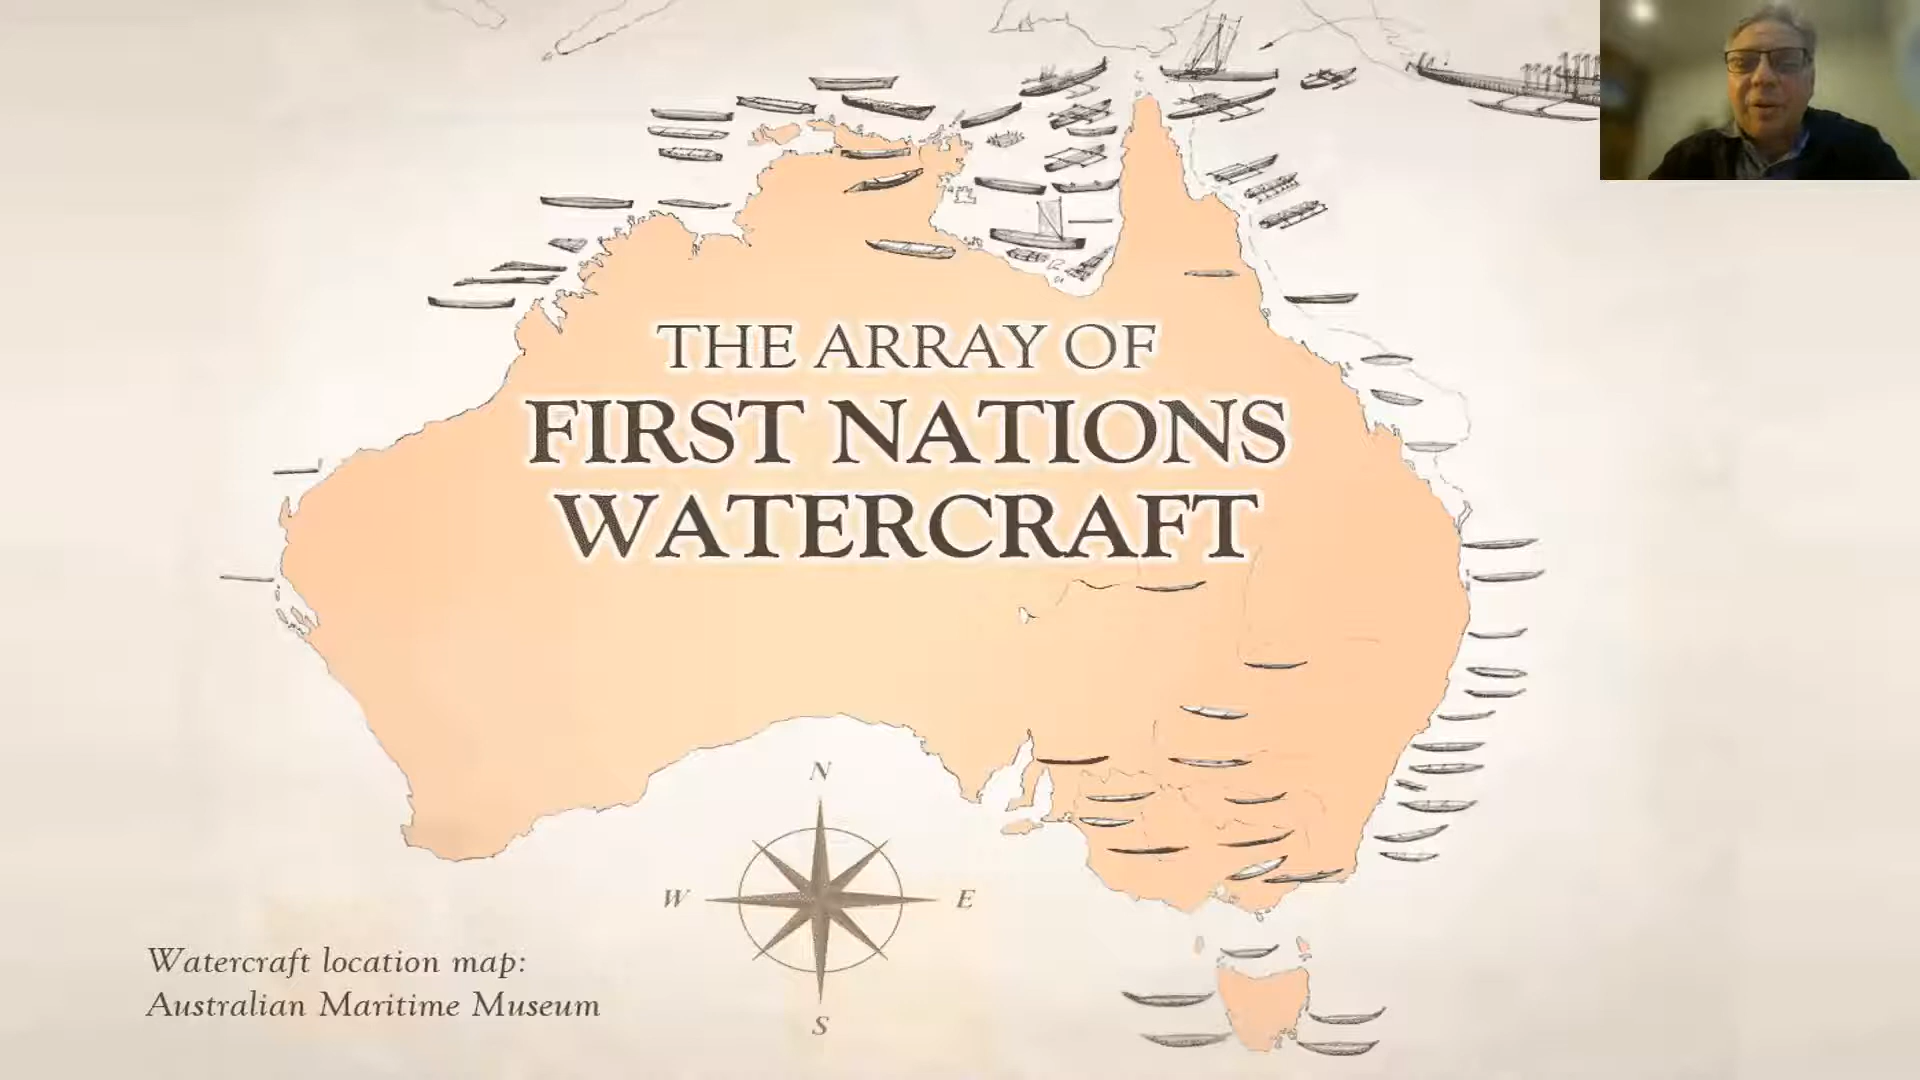 THE ARRAY OF
FIRST NATIONS
WATERCRAFT
N
W
E
S
Watercraft location map:
Australian Maritime Museum